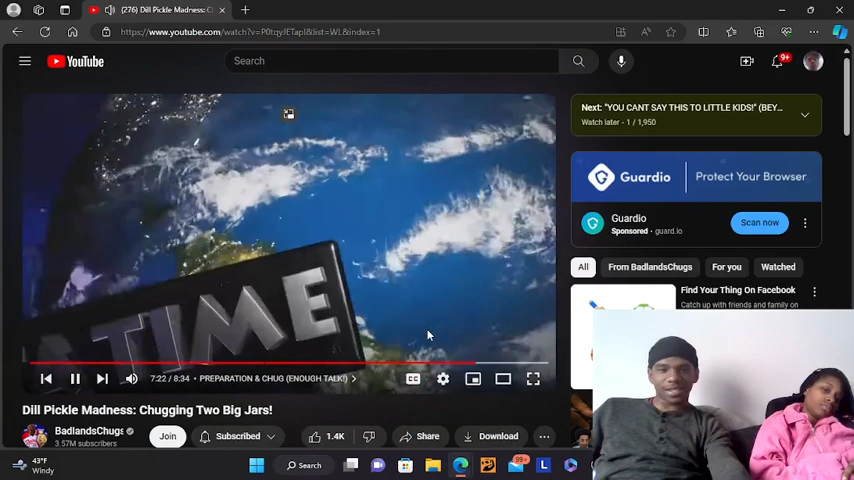 (276) Dill Pickle Madness: C
https://www.youtube.com/watch?v=P0tqyJETapI&list=WL&index=1
YouTube
Search
9+
TIME
7:22 / 8:34 • PREPARATION & CHUG (ENOUGH TALK!)
CC
Dill Pickle Madness: Chugging Two Big Jars!
BadlandsChugs
3.57M subscribers
Join
Subscribed
1.4K
Share
Download
Next: "YOU CANT SAY THIS TO LITTLE KIDS!" (BEY...
Watch later - 1 / 1,950
Guardio
Protect Your Browser
Guardio
Sponsored • guard.io
Scan now
All
From BadlandsChugs
For you
Watched
Find Your Thing On Facebook
Catch up with friends and family on
43°F
Windy
Search
99+
L